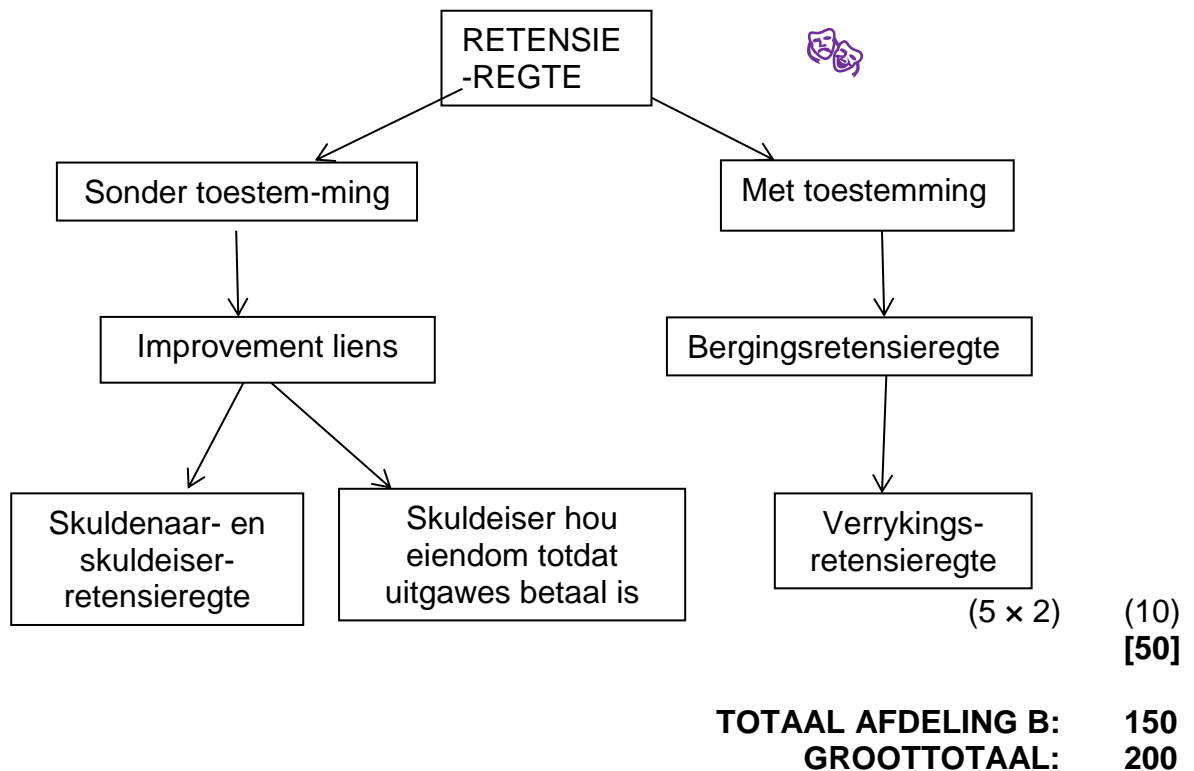 RETENSIE
-REGTE
Sonder toestem-ming
Met toestemming
Improvement liens
Bergingsretensieregte
Skuldenaar- en
skuldeiser-
retensieregte
Skuldeiser hou
eiendom totdat
uitgawes betaal is
Verrykings-
retensieregte
(5 × 2) (10)
[50]
TOTAAL AFDELING B: 150
GROOTTOTAAL: 200